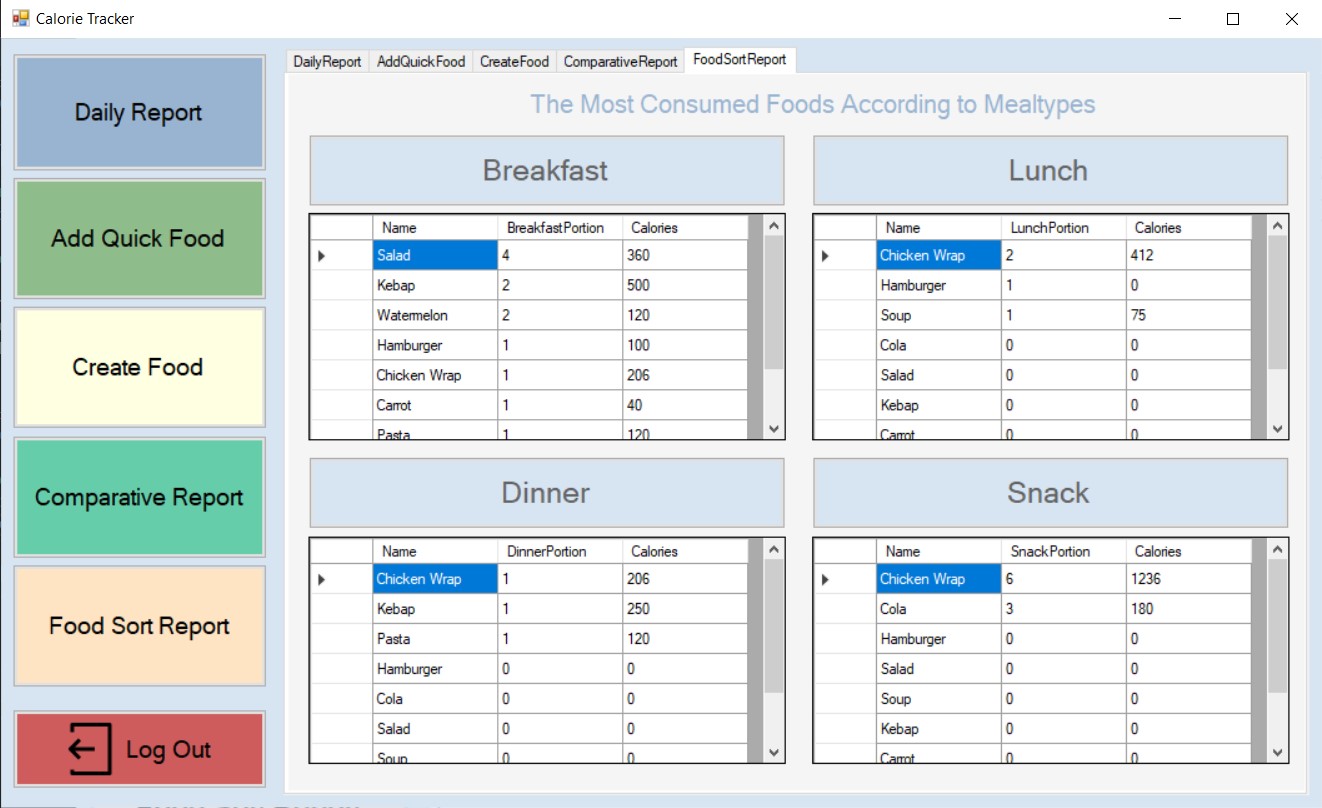 Calorie Tracker
DailyReport AddQuickFood CreateFood ComparativeReport FoodSortReport
Daily Report
Add Quick Food
Create Food
Comparative Report
Food Sort Report
Log Out
The Most Consumed Foods According to Mealtypes
Breakfast
Name BreakfastPortion Calories
Salad 4 360
Kebap 2 500
Watermelon 2 120
Hamburger 1 100
Chicken Wrap 1 206
Carrot 1 40
Pasta 1 120
Lunch
Name LunchPortion Calories
Chicken Wrap 2 412
Hamburger 1 0
Soup 1 75
Cola 0 0
Salad 0 0
Kebap 0 0
Carrot 0 0
Dinner
Name DinnerPortion Calories
Chicken Wrap 1 206
Kebap 1 250
Pasta 1 120
Hamburger 0 0
Cola 0 0
Salad 0 0
Soup 0 0
Snack
Name SnackPortion Calories
Chicken Wrap 6 1236
Cola 3 180
Hamburger 0 0
Salad 0 0
Soup 0 0
Kebap 0 0
Carrot 0 0